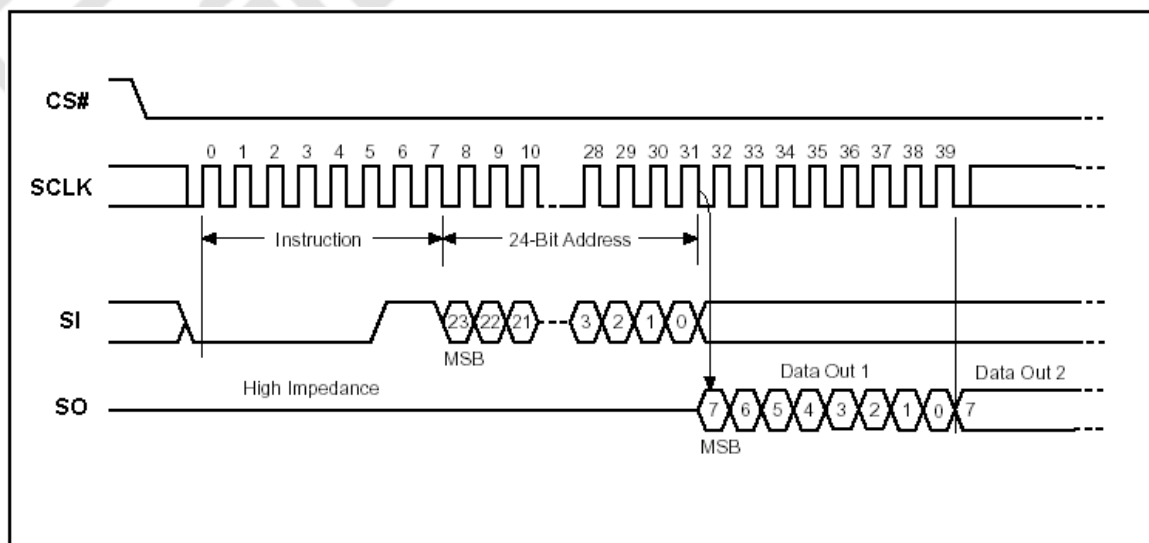 CS#
0 1 2 3 4 5 6 7 8 9 10 28 29 30 31 32 33 34 35 36 37 38 39
SCLK
Instruction 24-Bit Address
SI
23 22 21 3 2 1 0
MSB
High Impedance Data Out 1 Data Out 2
SO
7 6 5 4 3 2 1 0 7
MSB